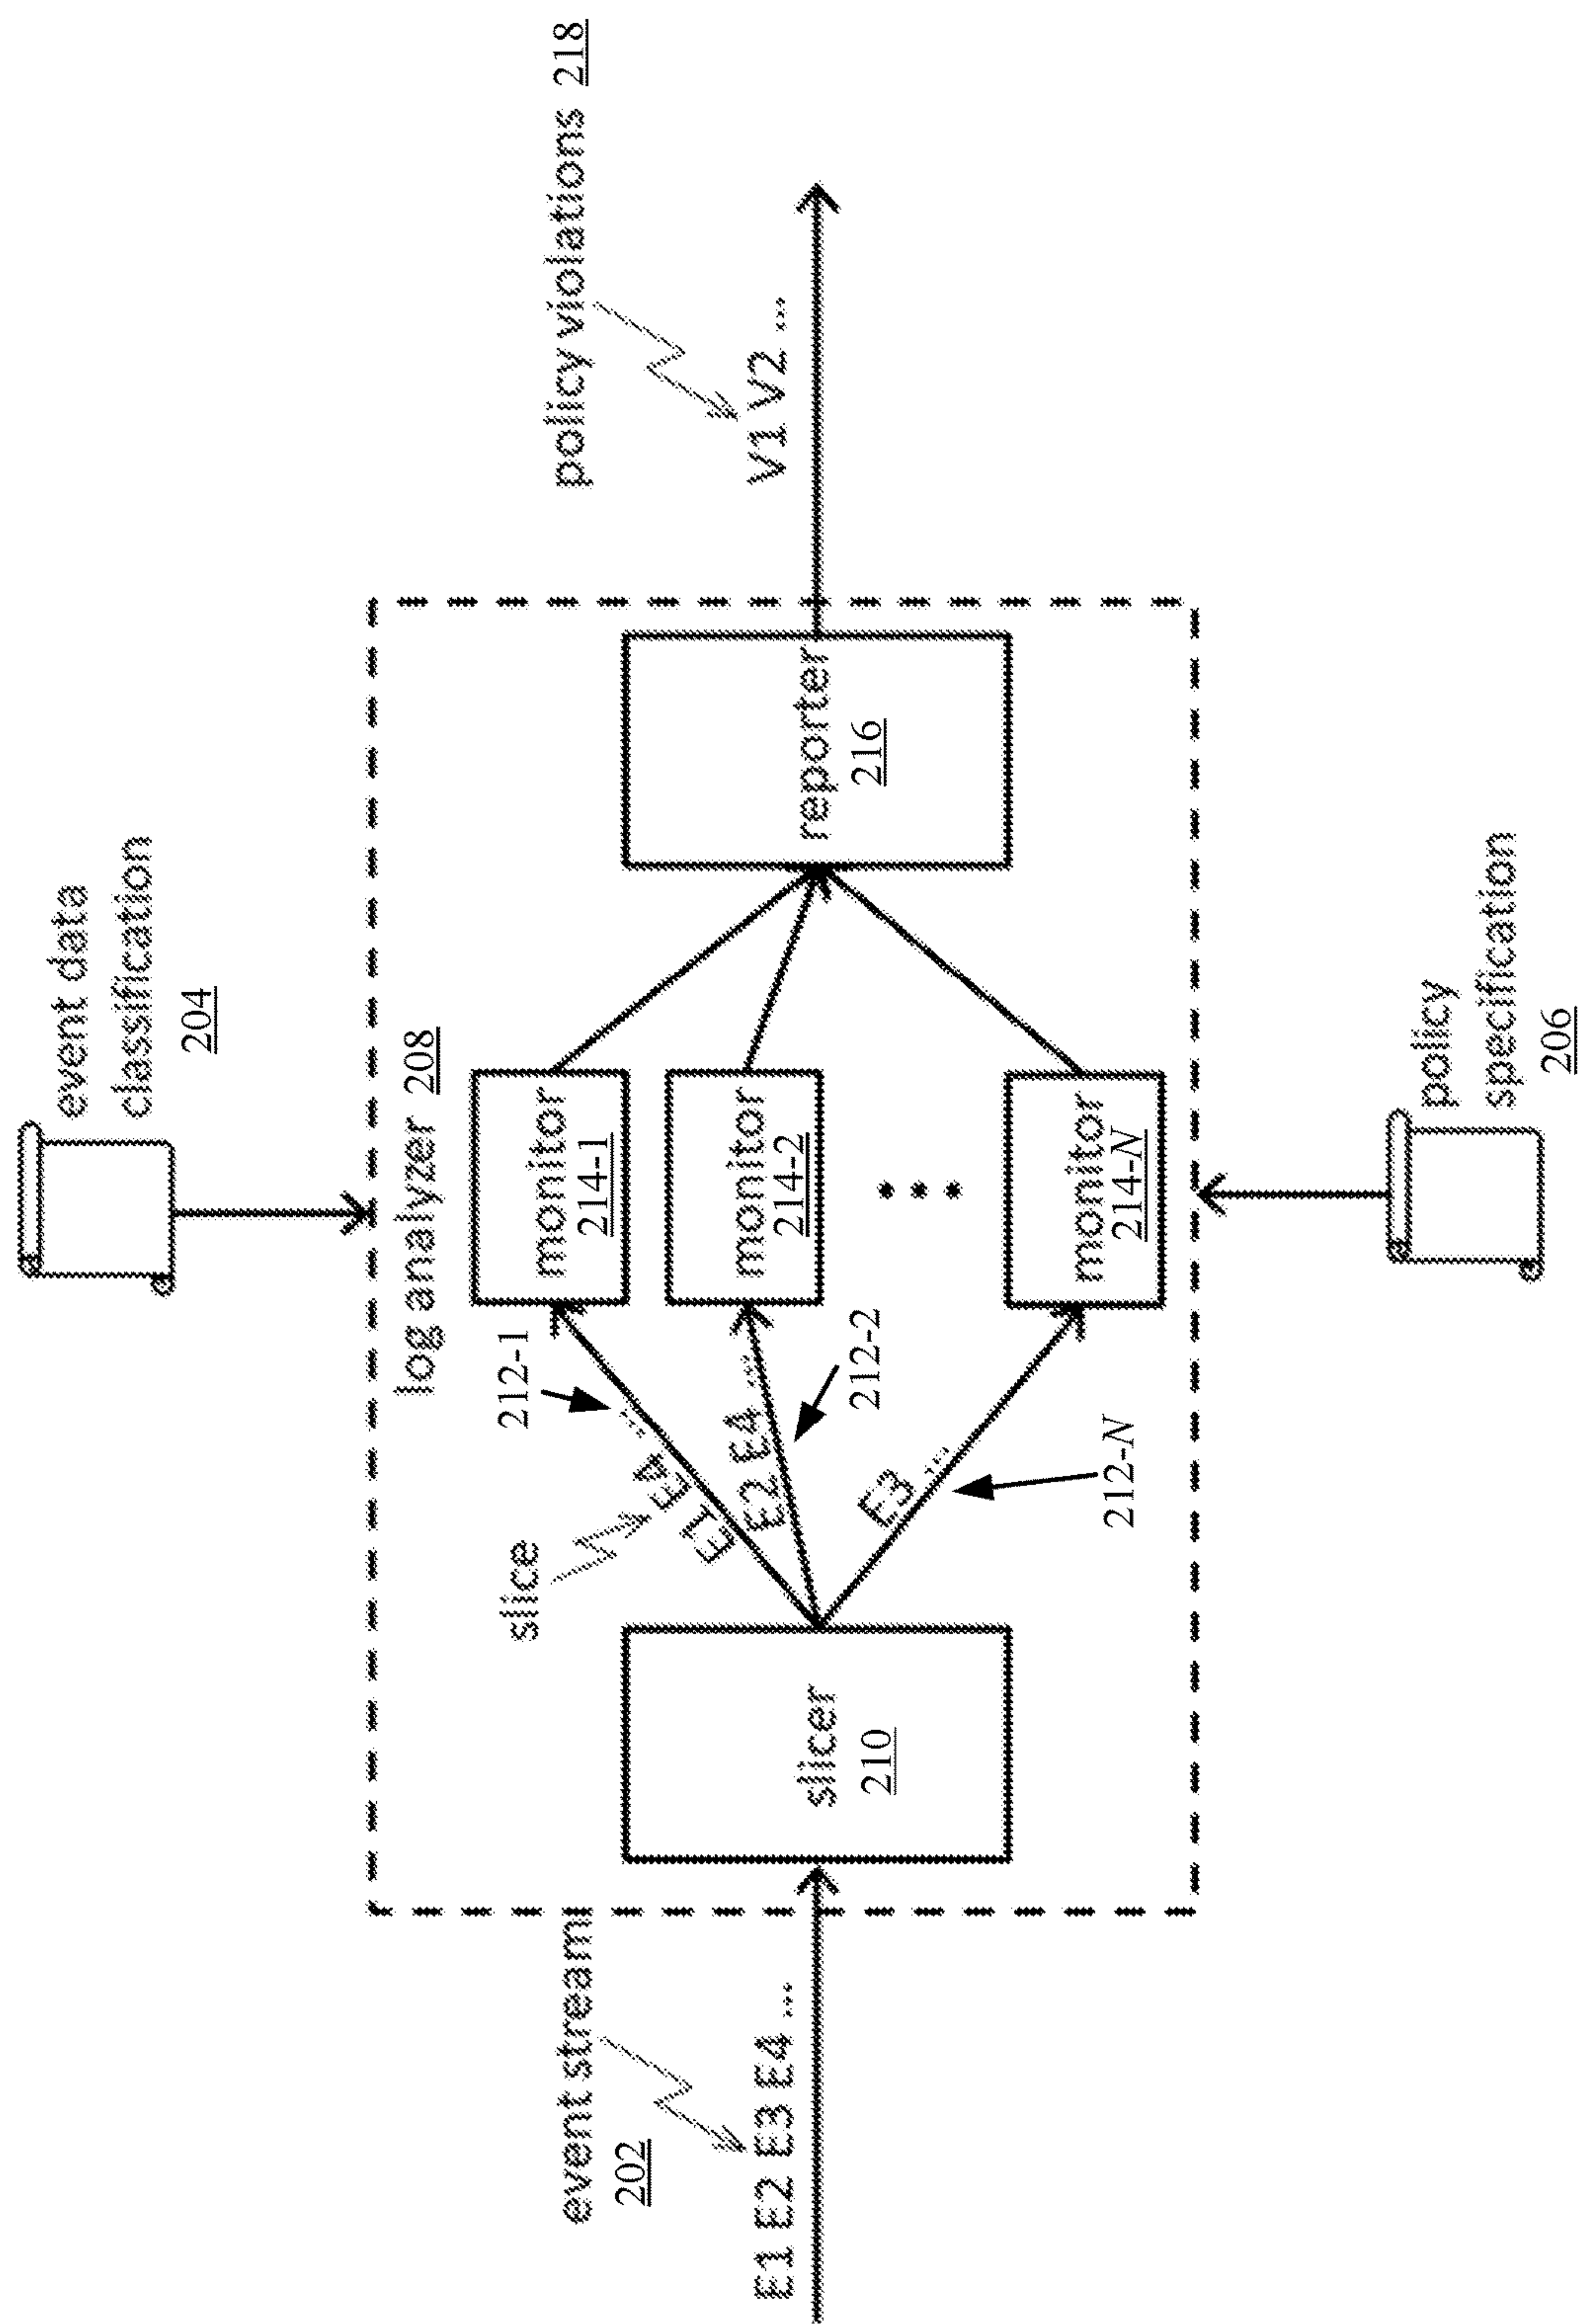 event data
classification
204
log analyzer 208
event stream
202
E1 E2 E3 E4 ...
slicer
210
slice
E1 E4 ...
212-1
E2 E4 ...
212-2
E3 ...
212-N
monitor
214-1
monitor
214-2
monitor
214-N
reporter
216
policy violations 218
V1 V2 ...
policy
specification
206